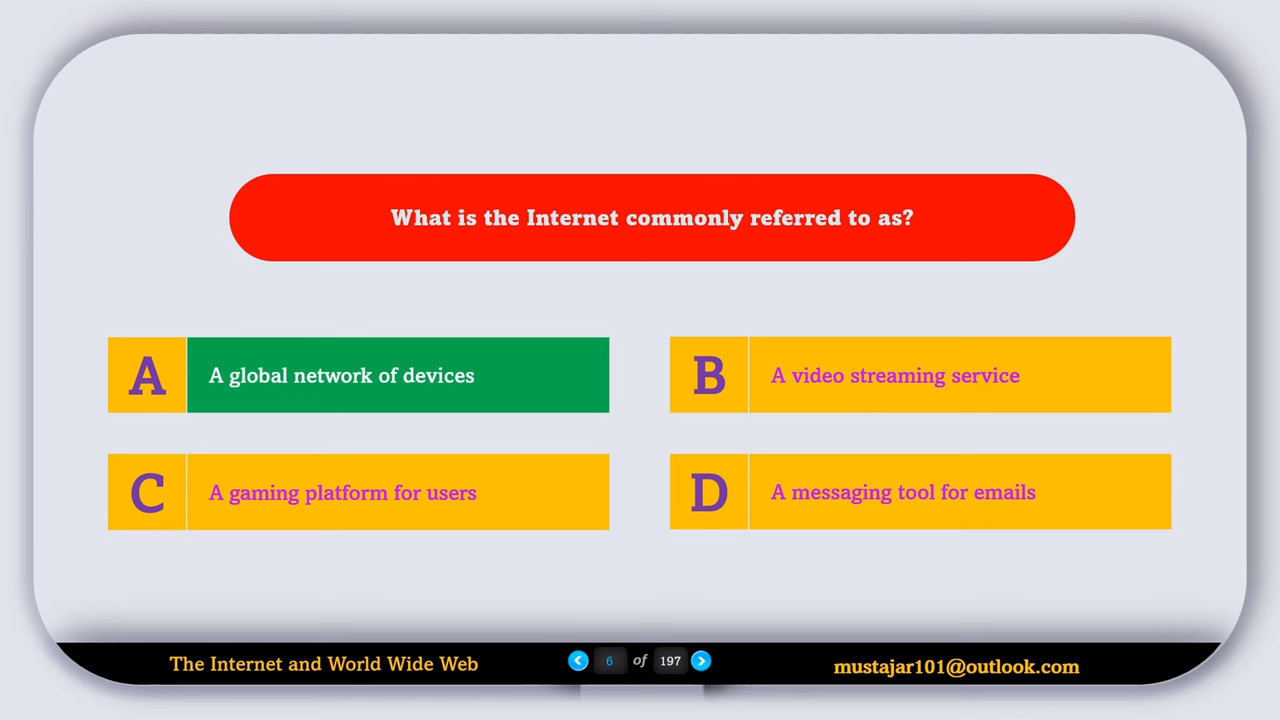 What is the Internet commonly referred to as?
A
A global network of devices
B
A video streaming service
C
A gaming platform for users
D
A messaging tool for emails
The Internet and World Wide Web
6 of 197
mustajar101@outlook.com